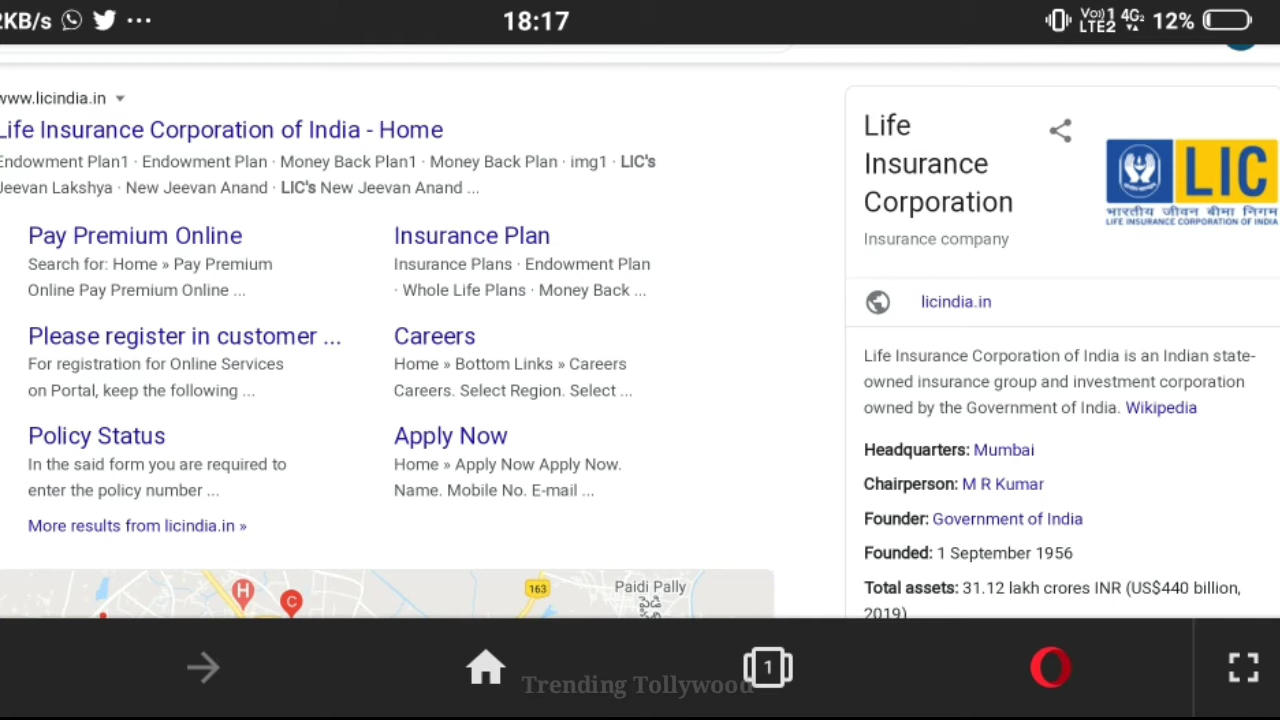 2KB/s 18:17 Vo)) 1 LTE2 4G2 12%
www.licindia.in
Life Insurance Corporation of India - Home
Endowment Plan1 · Endowment Plan · Money Back Plan1 · Money Back Plan · img1 · LIC's
Jeevan Lakshya · New Jeevan Anand · LIC's New Jeevan Anand ...
Pay Premium Online
Search for: Home » Pay Premium
Online Pay Premium Online ...
Insurance Plan
Insurance Plans · Endowment Plan
· Whole Life Plans · Money Back ...
Please register in customer ...
For registration for Online Services
on Portal, keep the following ...
Careers
Home » Bottom Links » Careers
Careers. Select Region. Select ...
Policy Status
In the said form you are required to
enter the policy number ...
Apply Now
Home » Apply Now Apply Now.
Name. Mobile No. E-mail ...
More results from licindia.in »
H
C
163
Paidi Pally
Life
Insurance
Corporation
Insurance company
LIC
भारतीय जीवन बीमा निगम
LIFE INSURANCE CORPORATION OF INDIA
licindia.in
Life Insurance Corporation of India is an Indian state-
owned insurance group and investment corporation
owned by the Government of India. Wikipedia
Headquarters: Mumbai
Chairperson: M R Kumar
Founder: Government of India
Founded: 1 September 1956
Total assets: 31.12 lakh crores INR (US$440 billion,
2019)
1
Trending Tollywood